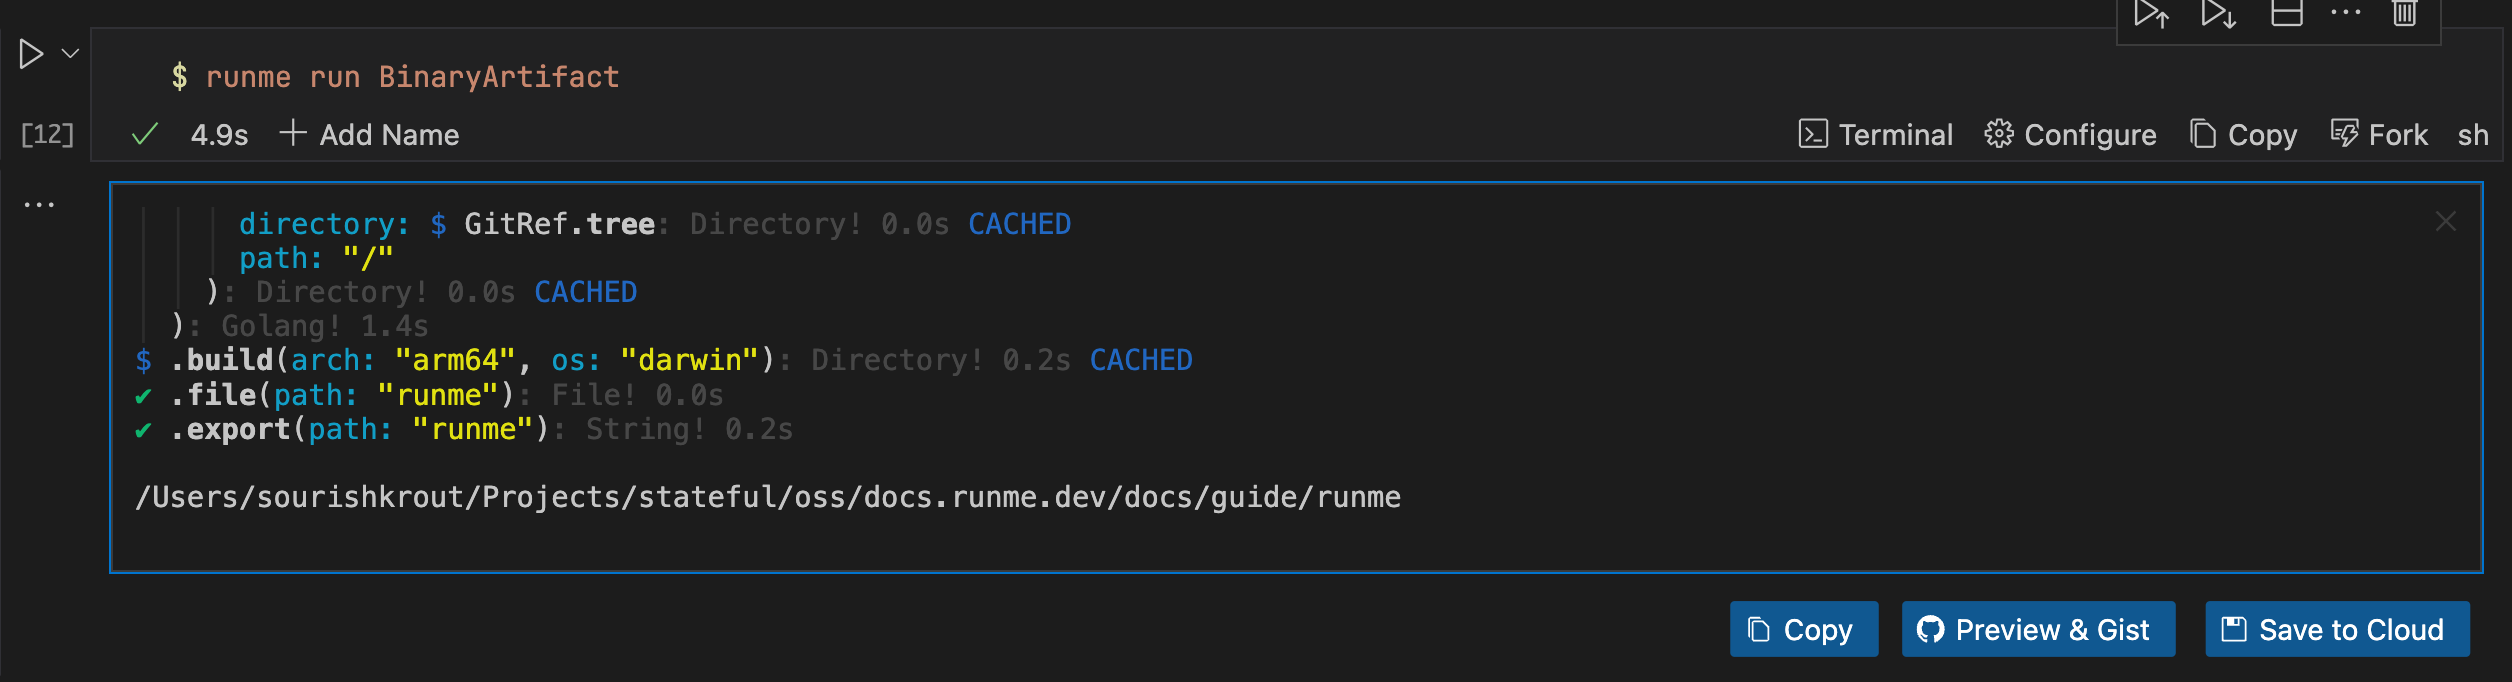 $ runme run BinaryArtifact
[12] 4.9s Add Name Terminal Configure Copy Fork sh
directory: $ GitRef.tree: Directory! 0.0s CACHED
path: "/"
): Directory! 0.0s CACHED
): Golang! 1.4s
$ .build(arch: "arm64", os: "darwin"): Directory! 0.2s CACHED
✔ .file(path: "runme"): File! 0.0s
✔ .export(path: "runme"): String! 0.2s
/Users/sourishkrout/Projects/stateful/oss/docs.runme.dev/docs/guide/runme
Copy Preview & Gist Save to Cloud